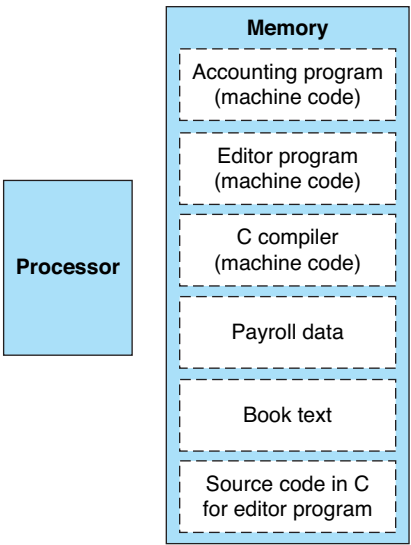 Memory
Accounting program
(machine code)
Editor program
(machine code)
C compiler
(machine code)
Processor
Payroll data
Book text
Source code in C
for editor program